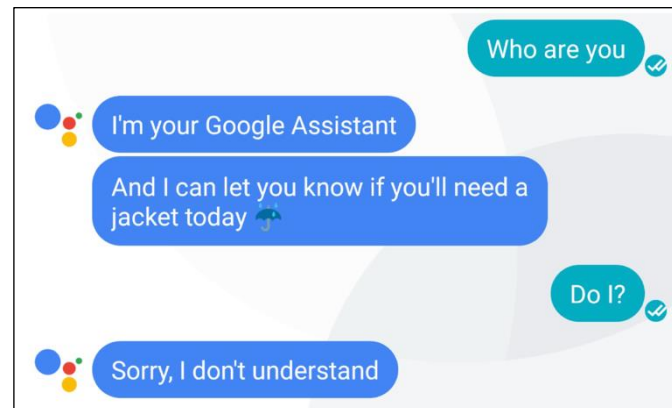 Who are you
I'm your Google Assistant
And I can let you know if you'll need a
jacket today ☔
Do I?
Sorry, I don't understand